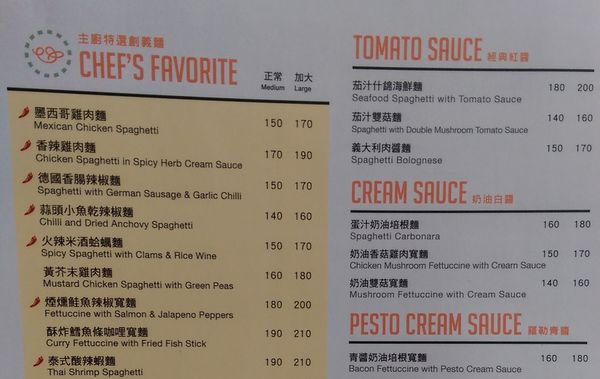 主廚特選創義麵
CHEF'S FAVORITE
正常 加大
Medium Large
墨西哥雞肉麵
Mexican Chicken Spaghetti 150 170
香辣雞肉麵
Chicken Spaghetti in Spicy Herb Cream Sauce 170 190
德國香腸辣椒麵
Spaghetti with German Sausage & Garlic Chilli 150 170
蒜頭小魚乾辣椒麵
Chilli and Dried Anchovy Spaghetti 140 160
火辣米酒蛤蠣麵
Spicy Spaghetti with Clams & Rice Wine 150 170
黃芥末雞肉麵
Mustard Chicken Spaghetti with Green Peas 160 180
煙燻鮭魚辣椒寬麵
Fettuccine with Salmon & Jalapeno Peppers 180 200
酥炸鱈魚條咖哩寬麵
Curry Fettuccine with Fried Fish Stick 190 210
泰式酸辣蝦麵
Thai Shrimp Spaghetti 190 210
TOMATO SAUCE 經典紅醬
茄汁什錦海鮮麵 180 200
Seafood Spaghetti with Tomato Sauce
茄汁雙菇麵 140 160
Spaghetti with Double Mushroom Tomato Sauce
義大利肉醬麵 150 170
Spaghetti Bolognese
CREAM SAUCE 奶油白醬
蛋汁奶油培根麵 160 180
Spaghetti Carbonara
奶油香菇雞肉寬麵 150 170
Chicken Mushroom Fettuccine with Cream Sauce
奶油雙菇寬麵 140 160
Mushroom Fettuccine with Cream Sauce
PESTO CREAM SAUCE 羅勒青醬
青醬奶油培根寬麵 160 180
Bacon Fettuccine with Pesto Cream Sauce